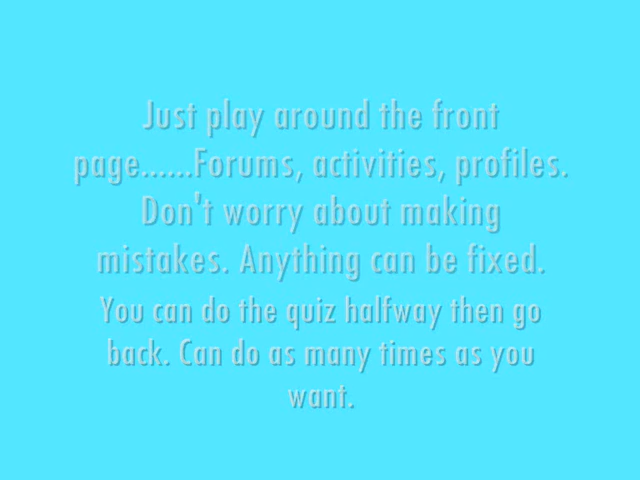 Just play around the front
page......Forums, activities, profiles.
Don't worry about making
mistakes. Anything can be fixed.
You can do the quiz halfway then go
back. Can do as many times as you
want.